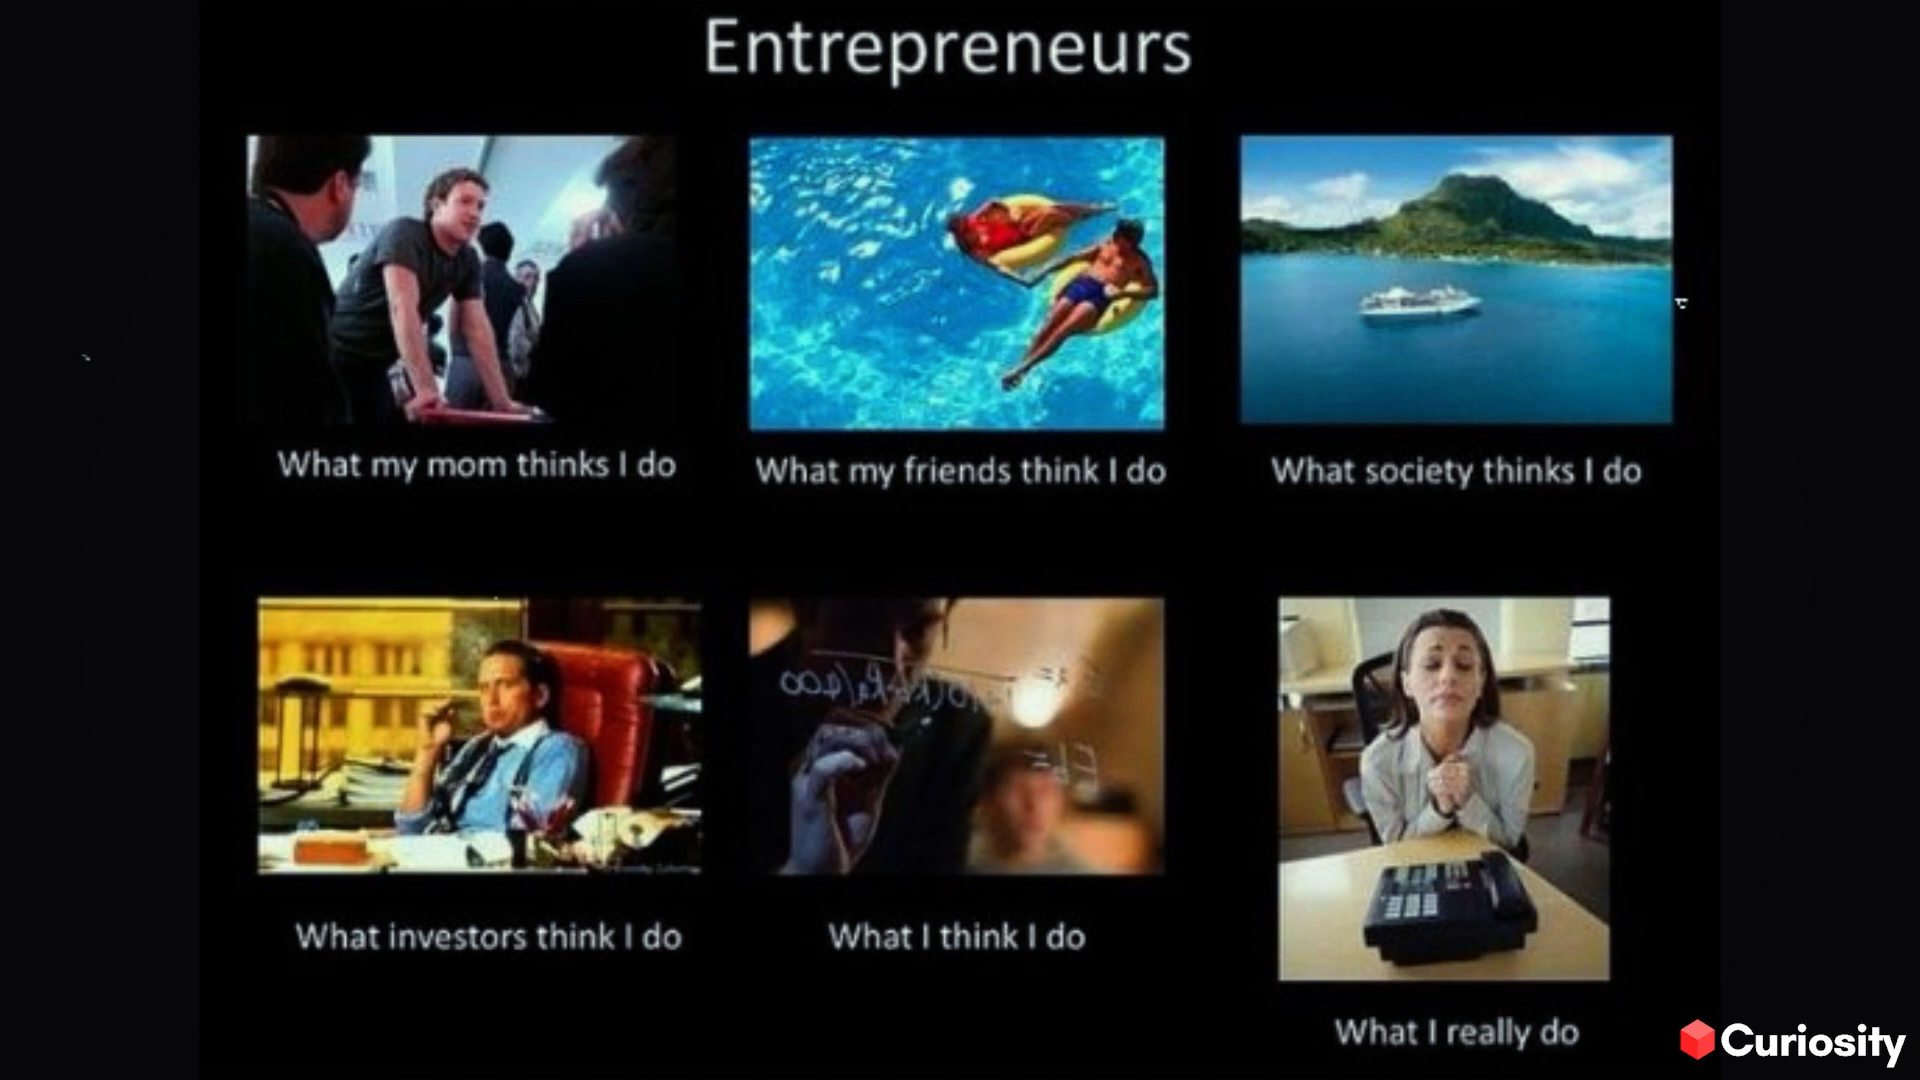 Entrepreneurs
What my mom thinks I do
What my friends think I do
What society thinks I do
What investors think I do
What I think I do
What I really do
Curiosity